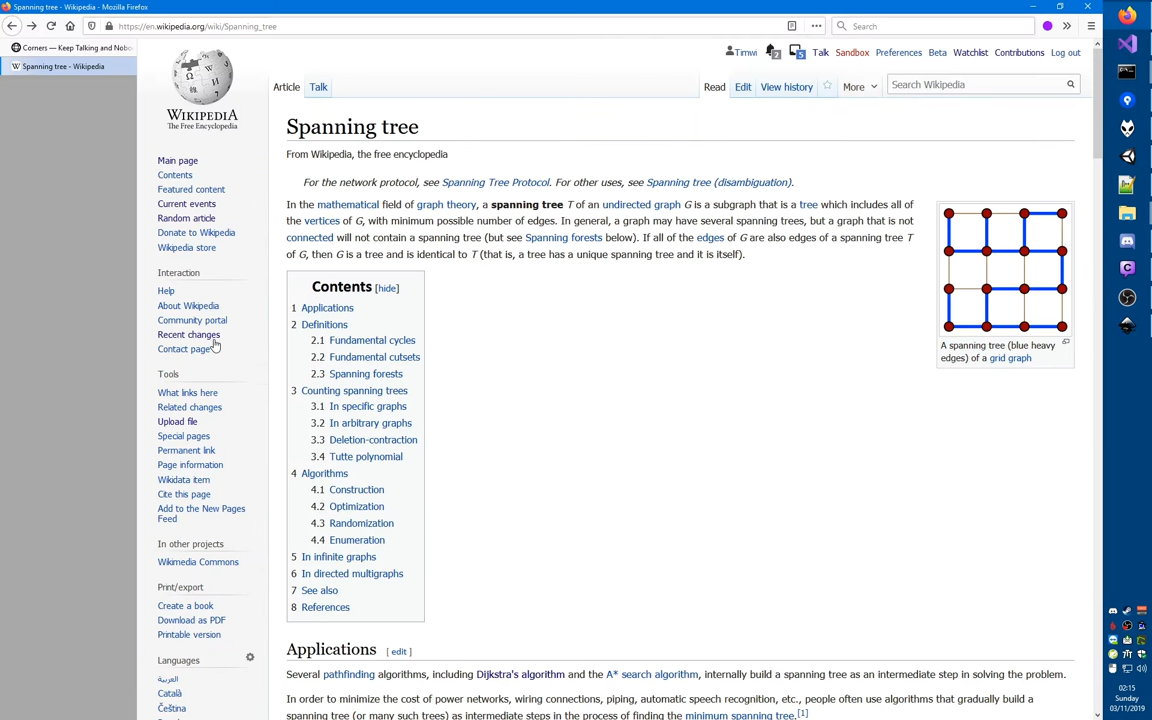 Spanning tree - Wikipedia - Mozilla Firefox
https://en.wikipedia.org/wiki/Spanning_tree
Search
Corners — Keep Talking and Nobo
Spanning tree - Wikipedia
Timwi 2 5 Talk Sandbox Preferences Beta Watchlist Contributions Log out
Article Talk Read Edit View history More Search Wikipedia
WIKIPEDIA
The Free Encyclopedia
Main page
Contents
Featured content
Current events
Random article
Donate to Wikipedia
Wikipedia store
Interaction
Help
About Wikipedia
Community portal
Recent changes
Contact page
Tools
What links here
Related changes
Upload file
Special pages
Permanent link
Page information
Wikidata item
Cite this page
Add to the New Pages
Feed
In other projects
Wikimedia Commons
Print/export
Create a book
Download as PDF
Printable version
Languages
العربية
Català
Čeština
Spanning tree
From Wikipedia, the free encyclopedia
For the network protocol, see Spanning Tree Protocol. For other uses, see Spanning tree (disambiguation).
In the mathematical field of graph theory, a spanning tree T of an undirected graph G is a subgraph that is a tree which includes all of
the vertices of G, with minimum possible number of edges. In general, a graph may have several spanning trees, but a graph that is not
connected will not contain a spanning tree (but see Spanning forests below). If all of the edges of G are also edges of a spanning tree T
of G, then G is a tree and is identical to T (that is, a tree has a unique spanning tree and it is itself).
A spanning tree (blue heavy
edges) of a grid graph
Contents [hide]
1 Applications
2 Definitions
2.1 Fundamental cycles
2.2 Fundamental cutsets
2.3 Spanning forests
3 Counting spanning trees
3.1 In specific graphs
3.2 In arbitrary graphs
3.3 Deletion-contraction
3.4 Tutte polynomial
4 Algorithms
4.1 Construction
4.2 Optimization
4.3 Randomization
4.4 Enumeration
5 In infinite graphs
6 In directed multigraphs
7 See also
8 References
Applications [ edit ]
Several pathfinding algorithms, including Dijkstra's algorithm and the A* search algorithm, internally build a spanning tree as an intermediate step in solving the problem.
In order to minimize the cost of power networks, wiring connections, piping, automatic speech recognition, etc., people often use algorithms that gradually build a
spanning tree (or many such trees) as intermediate steps in the process of finding the minimum spanning tree.[1]
02:15
Sunday
03/11/2019